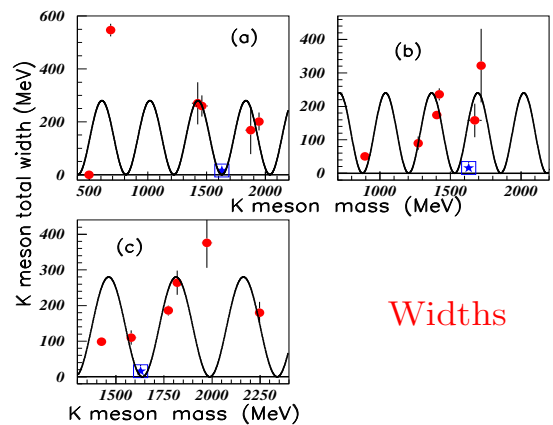 K meson total width (MeV)
600
400
200
0
(a)
500 1000 1500 2000
K meson mass (MeV)
400
300
200
100
0
(b)
1000 1500 2000
K meson mass (MeV)
400
300
200
100
0
(c)
1500 1750 2000 2250
K meson mass (MeV)
Widths